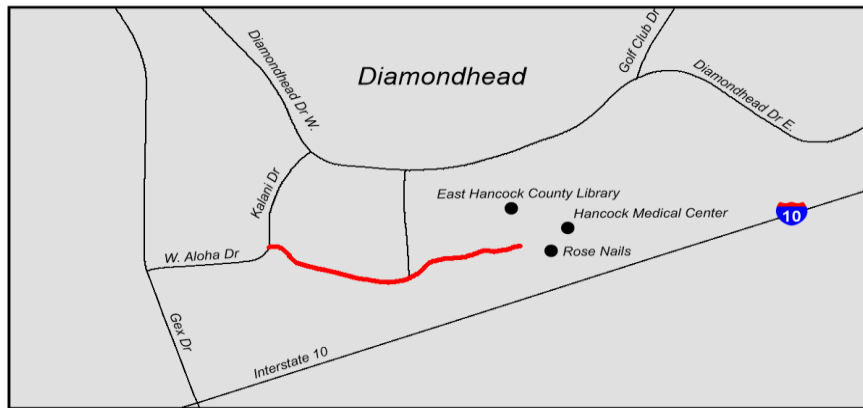 Golf Club Dr
Diamondhead Dr W.
Diamondhead
Diamondhead Dr E.
Kalani Dr
East Hancock County Library
Hancock Medical Center
10
W. Aloha Dr
Rose Nails
Gex Dr
Interstate 10